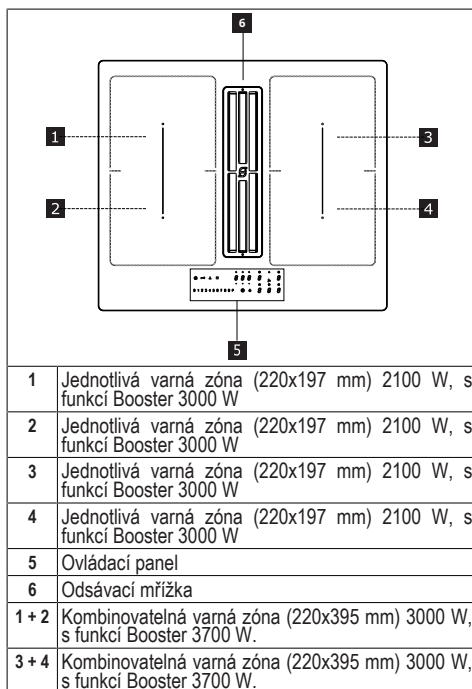 6
1
3
2
4
5
1 Jednotlivá varná zóna (220x197 mm) 2100 W, s
funkcí Booster 3000 W
2 Jednotlivá varná zóna (220x197 mm) 2100 W, s
funkcí Booster 3000 W
3 Jednotlivá varná zóna (220x197 mm) 2100 W, s
funkcí Booster 3000 W
4 Jednotlivá varná zóna (220x197 mm) 2100 W, s
funkcí Booster 3000 W
5 Ovládací panel
6 Odsávací mřížka
1 + 2 Kombinovatelná varná zóna (220x395 mm) 3000 W,
s funkcí Booster 3700 W.
3 + 4 Kombinovatelná varná zóna (220x395 mm) 3000 W,
s funkcí Booster 3700 W.